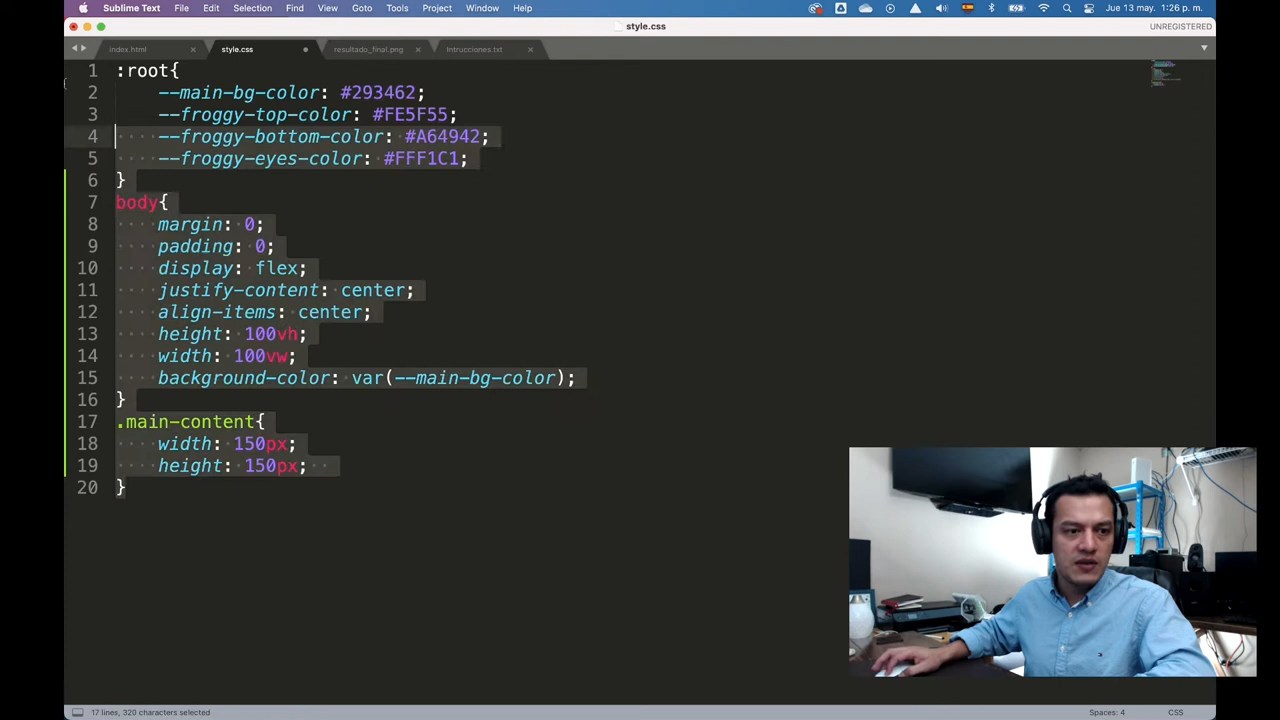 Sublime Text File Edit Selection Find View Goto Tools Project Window Help Jue 13 may. 1:26 p. m.
style.css UNREGISTERED
index.html style.css resultado_final.png intrucciones.txt
1 :root{
2 --main-bg-color: #293462;
3 --froggy-top-color: #FE5F55;
4 --froggy-bottom-color: #A64942;
5 --froggy-eyes-color: #FFF1C1;
6 }
7 body{
8 margin: 0;
9 padding: 0;
10 display: flex;
11 justify-content: center;
12 align-items: center;
13 height: 100vh;
14 width: 100vw;
15 background-color: var(--main-bg-color);
16 }
17 .main-content{
18 width: 150px;
19 height: 150px;
20 }
17 lines, 320 characters selected Spaces: 4 CSS